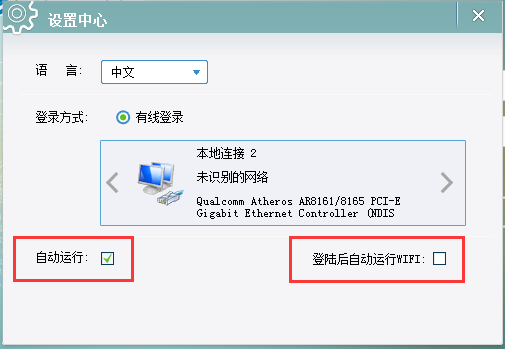 设置中心
语 言: 中文
登录方式: 有线登录
本地连接 2
未识别的网络
Qualcomm Atheros AR8161/8165 PCI-E
Gigabit Ethernet Controller (NDIS
自动运行: 登陆后自动运行WIFI: